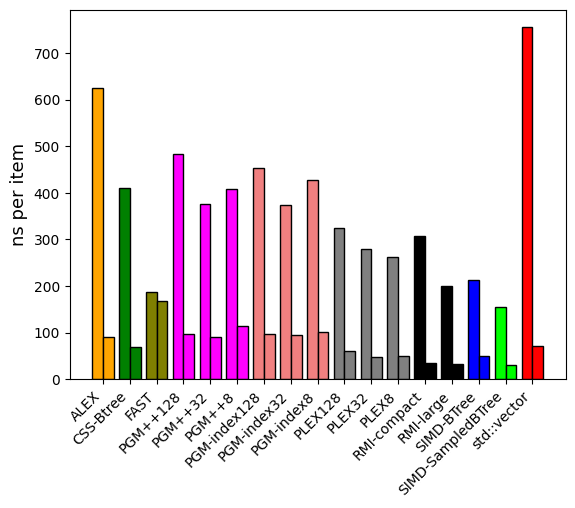 ns per item
700
600
500
400
300
200
100
0
ALEX
CSS-Btree
FAST
PGM++128
PGM++32
PGM++8
PGM-index128
PGM-index32
PGM-index8
PLEX128
PLEX32
PLEX8
RMI-compact
RMI-large
SIMD-BTree
SIMD-SampledBTree
std::vector